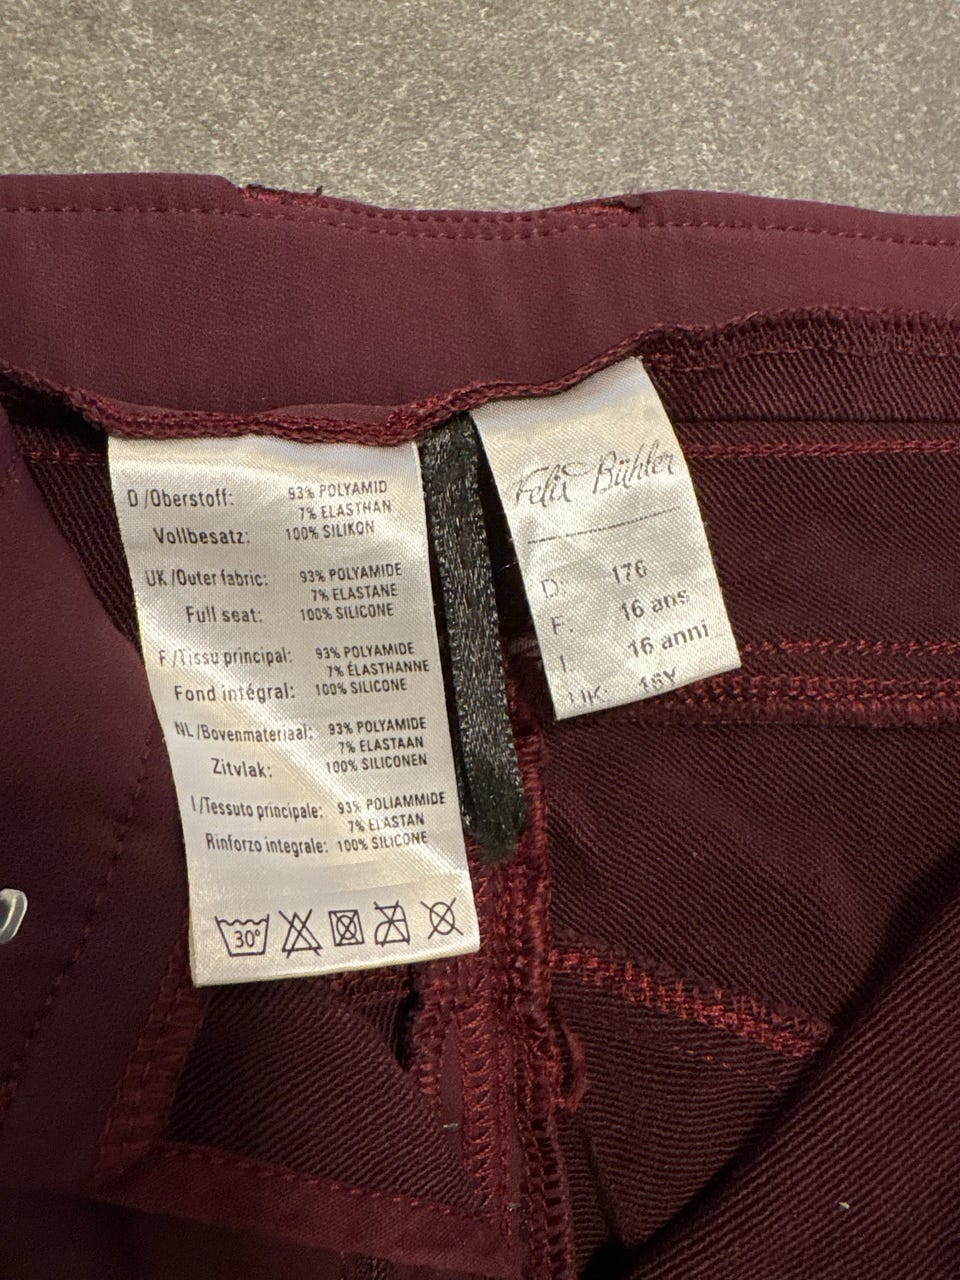 D/Oberstoff: 93% POLYAMID
7% ELASTHAN
Vollbesatz: 100% SILIKON
UK/Outer fabric: 93% POLYAMIDE
7% ELASTANE
Full seat: 100% SILICONE
F/Tissu principal: 93% POLYAMIDE
7% ÉLASTHANNE
Fond intégral: 100% SILICONE
NL/Bovenmateriaal: 93% POLYAMIDE
7% ELASTAAN
Zitvlak: 100% SILICONEN
I/Tessuto principale: 93% POLIAMMIDE
7% ELASTAN
Rinforzo integrale: 100% SILICONE
30°
Felix Bühler
D: 176
F: 16 ans
I: 16 anni
UK: 16Y